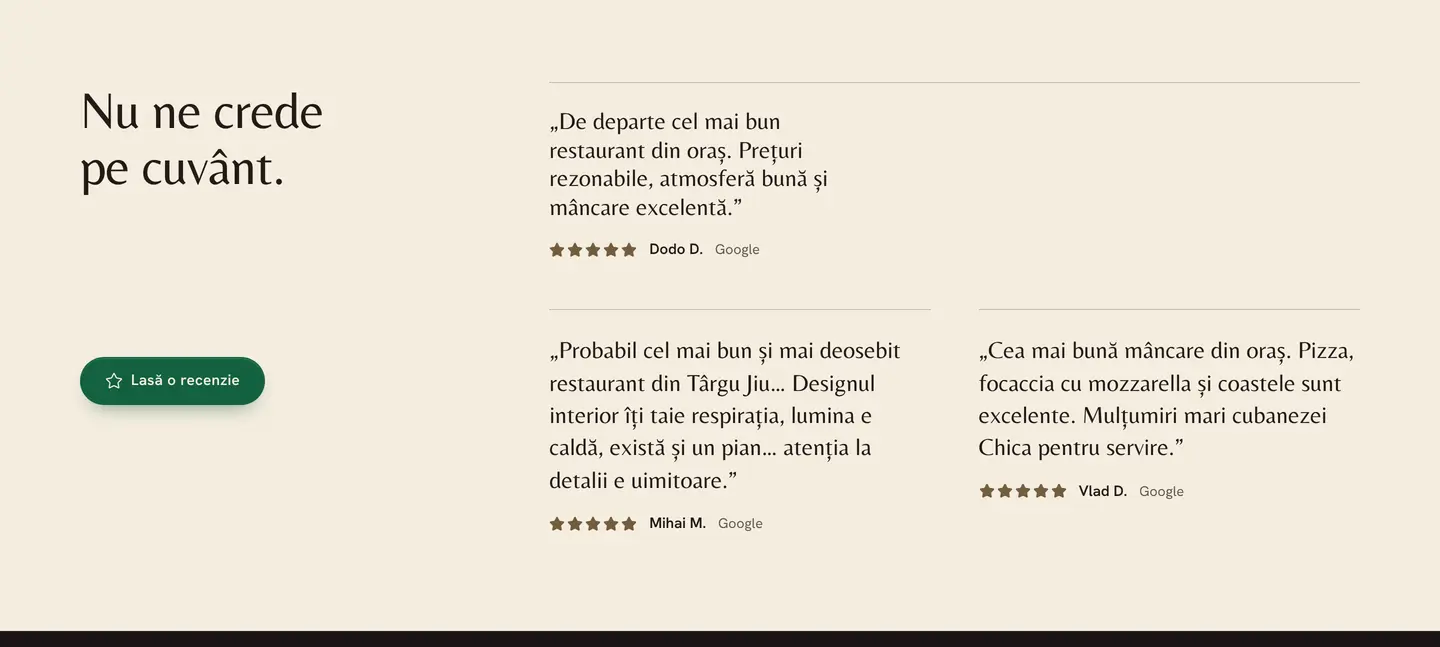 Nu ne crede
pe cuvânt.
Lasă o recenzie
„De departe cel mai bun
restaurant din oraș. Prețuri
rezonabile, atmosferă bună și
mâncare excelentă.”
Dodo D. Google
„Probabil cel mai bun și mai deosebit
restaurant din Târgu Jiu... Designul
interior îți taie respirația, lumina e
caldă, există și un pian... atenția la
detalii e uimitoare.”
Mihai M. Google
„Cea mai bună mâncare din oraș. Pizza,
focaccia cu mozzarella și coastele sunt
excelente. Mulțumiri mari cubanezei
Chica pentru servire.”
Vlad D. Google